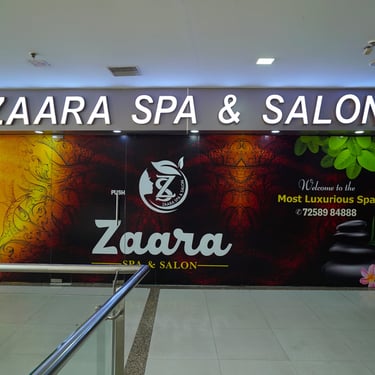 ZAARA SPA & SALON
PUSH
Zaara
SPA & SALON
Welcome to the
Most Luxurious Spa
72589 84888